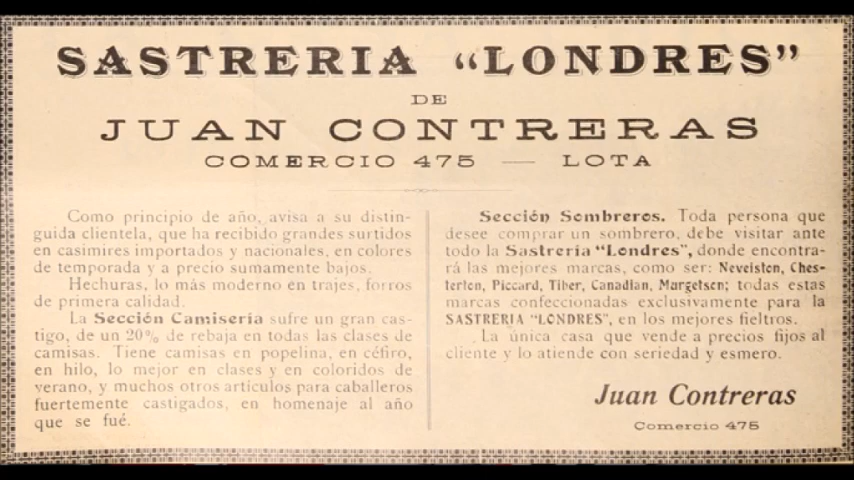 SASTRERIA "LONDRES"
DE
JUAN CONTRERAS
COMERCIO 475 — LOTA
Como principio de año, avisa a su distin-
guida clientela, que ha recibido grandes surtidos
en casimires importados y nacionales, en colores
de temporada y a precio sumamente bajos.
Hechuras, lo más moderno en trajes, forros
de primera calidad.
La Sección Camisería sufre un gran cas-
tigo, de un 20% de rebaja en todas las clases de
camisas. Tiene camisas en popelina, en céfiro,
en hilo, lo mejor en clases y en coloridos de
verano, y muchos otros artículos para caballeros
fuertemente castigados, en homenaje al año
que se fué.
Sección Sombreros. Toda persona que
desee comprar un sombrero, debe visitar ante
todo la Sastrería "Londres", donde encontra-
rá las mejores marcas, como ser: Neveiston, Ches-
terton, Piccard, Tiber, Canadian, Murgetson; todas estas
marcas confeccionadas exclusivamente para la
SASTRERIA "LONDRES", en los mejores fieltros.
La única casa que vende a precios fijos al
cliente y lo atiende con seriedad y esmero.
Juan Contreras
Comercio 475